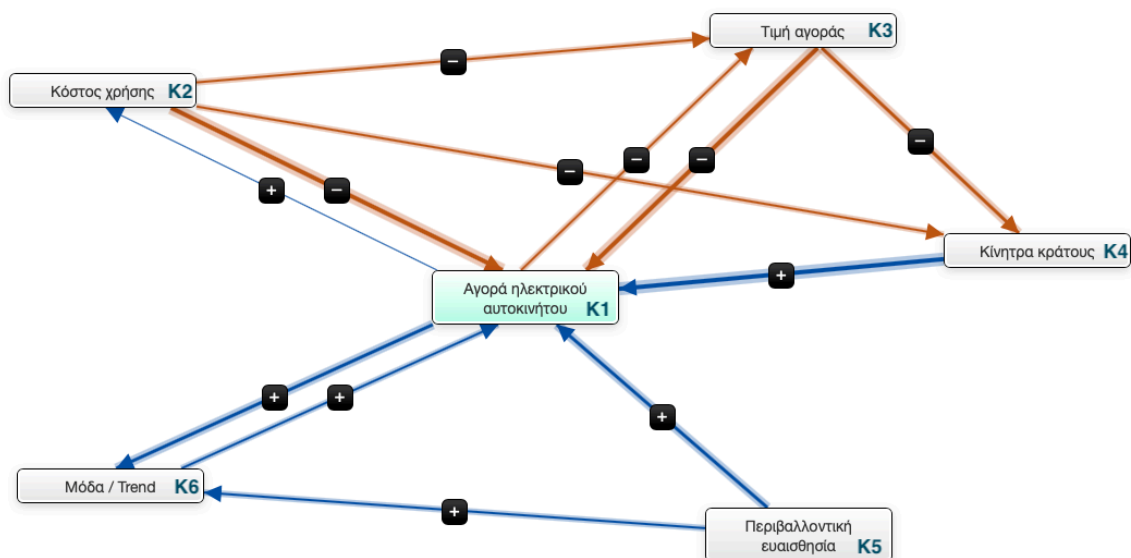 Τιμή αγοράς K3
−
Κόστος χρήσης K2
−
−
−
−
+
−
Κίνητρα κράτους K4
+
Αγορά ηλεκτρικού
αυτοκινήτου K1
+
+
+
Μόδα / Trend K6
+
Περιβαλλοντική
ευαισθησία K5